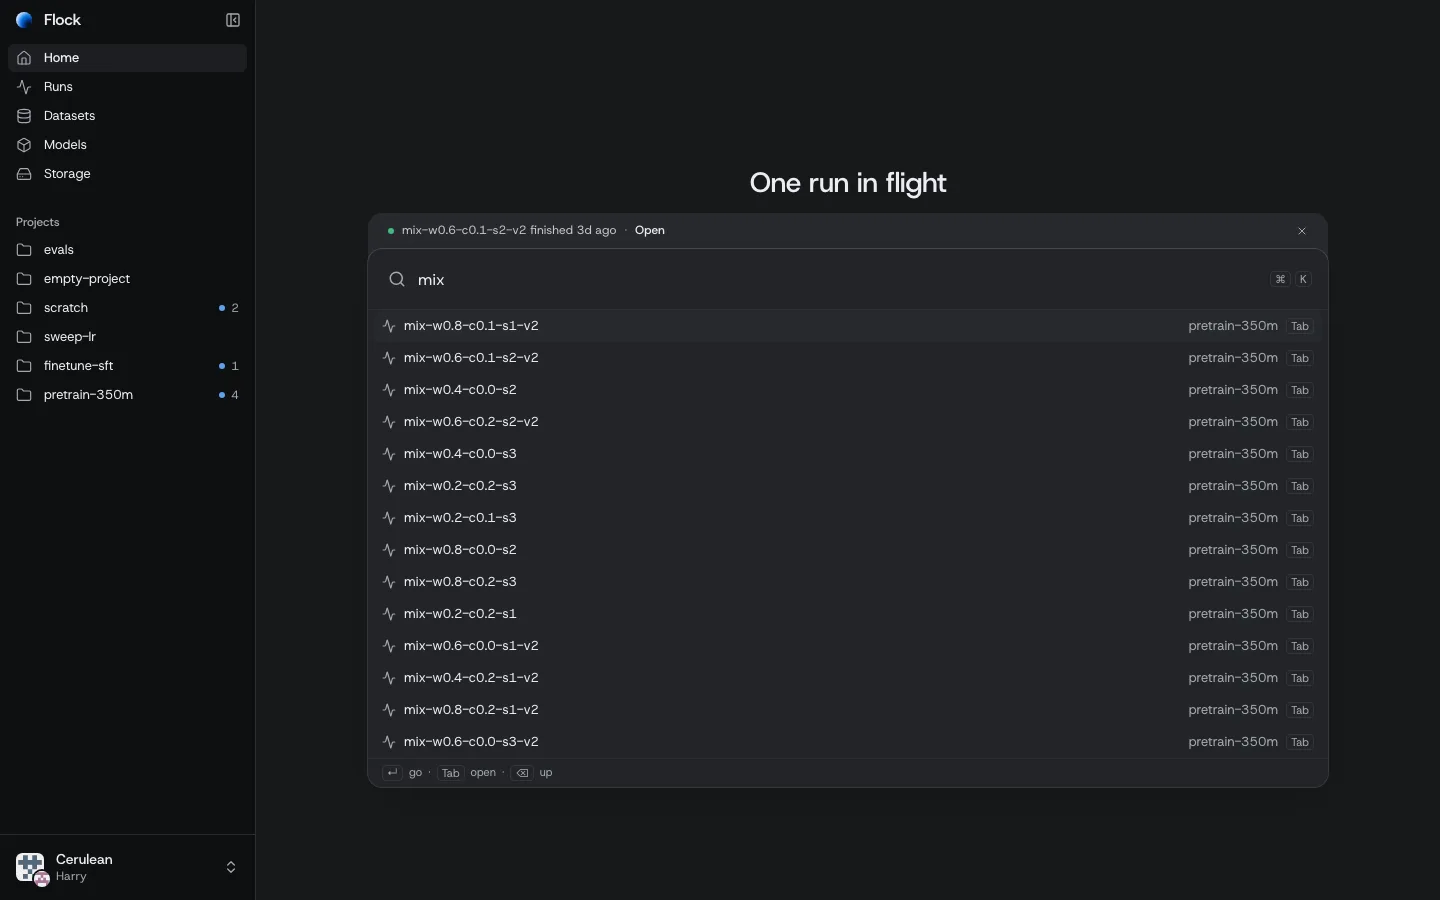 Flock
Home
Runs
Datasets
Models
Storage
Projects
evals
empty-project
scratch 2
sweep-lr
finetune-sft 1
pretrain-350m 4
Cerulean
Harry
One run in flight
mix-w0.6-c0.1-s2-v2 finished 3d ago · Open
mix ⌘ K
mix-w0.8-c0.1-s1-v2 pretrain-350m Tab
mix-w0.6-c0.1-s2-v2 pretrain-350m Tab
mix-w0.4-c0.0-s2 pretrain-350m Tab
mix-w0.6-c0.2-s2-v2 pretrain-350m Tab
mix-w0.4-c0.0-s3 pretrain-350m Tab
mix-w0.2-c0.2-s3 pretrain-350m Tab
mix-w0.2-c0.1-s3 pretrain-350m Tab
mix-w0.8-c0.0-s2 pretrain-350m Tab
mix-w0.8-c0.2-s3 pretrain-350m Tab
mix-w0.2-c0.2-s1 pretrain-350m Tab
mix-w0.6-c0.0-s1-v2 pretrain-350m Tab
mix-w0.4-c0.2-s1-v2 pretrain-350m Tab
mix-w0.8-c0.2-s1-v2 pretrain-350m Tab
mix-w0.6-c0.0-s3-v2 pretrain-350m Tab
go · Tab open · up